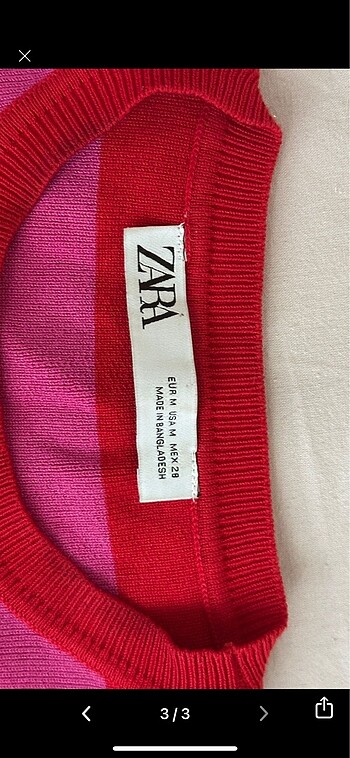 ZARA
EUR M USA M MEX 28
MADE IN BANGLADESH
3/3